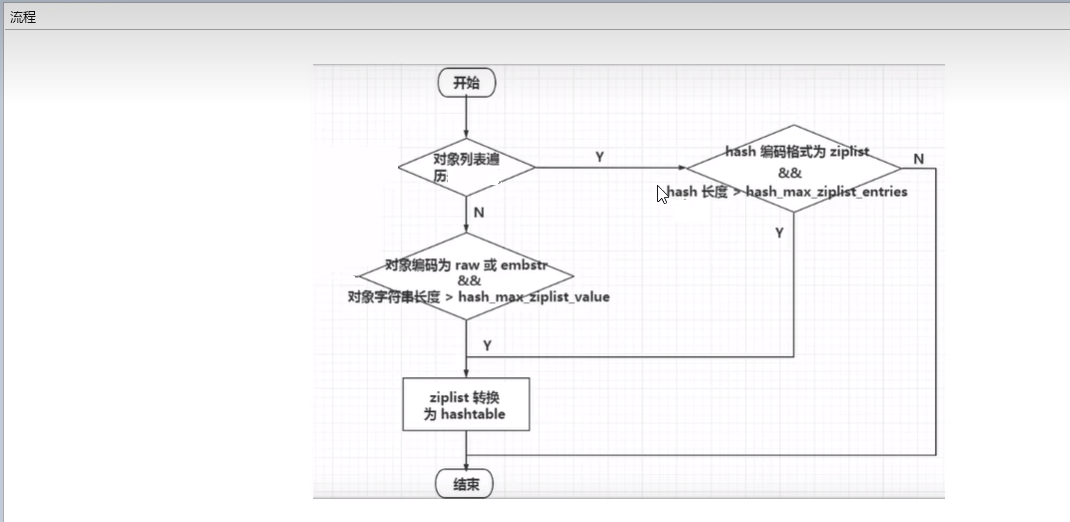 流程
开始
对象列表遍
历
Y
hash 编码格式为 ziplist
&&
hash 长度 > hash_max_ziplist_entries
N
N
Y
对象编码为 raw 或 embstr
&&
对象字符串长度 > hash_max_ziplist_value
Y
ziplist 转换
为 hashtable
结束